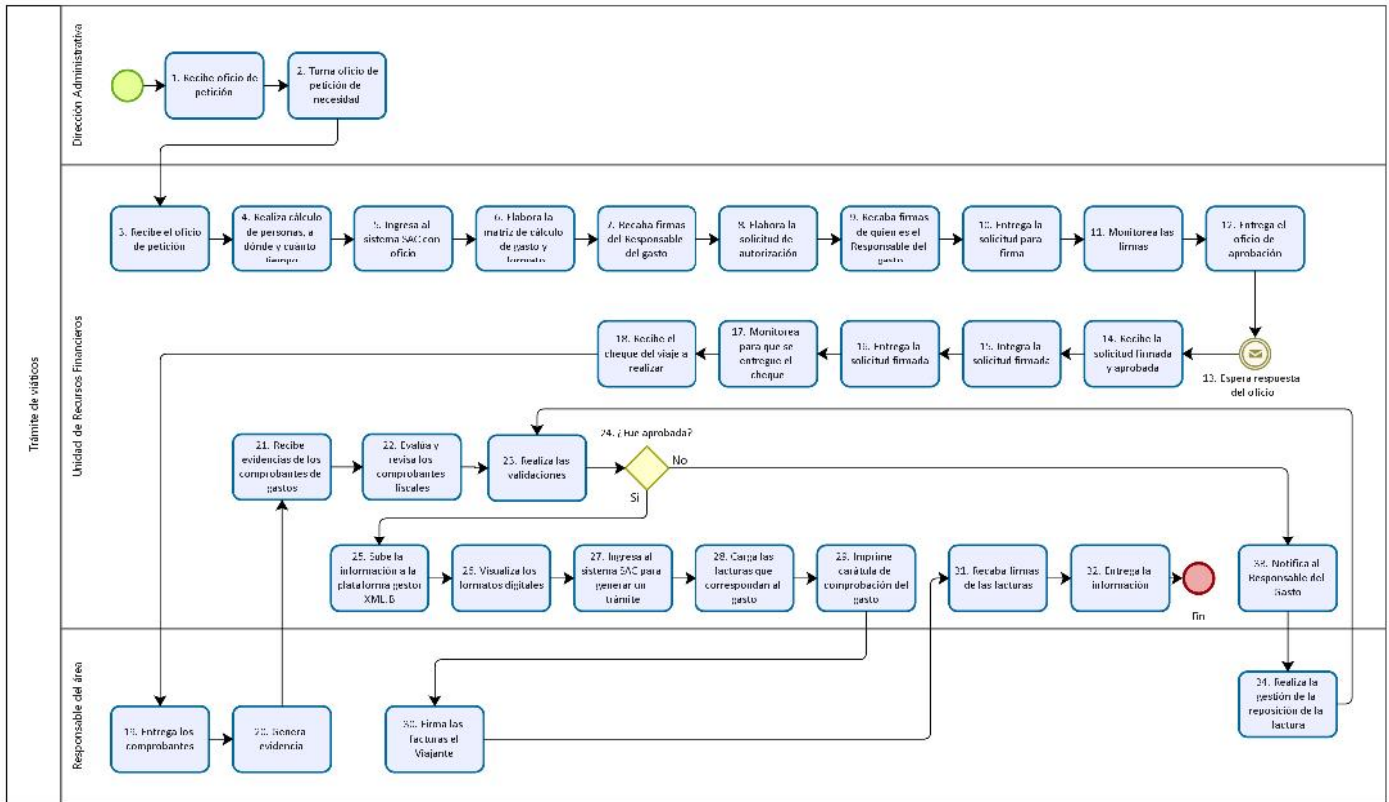 Trámite de viáticos
Dirección Administrativa
1. Recibe oficio de
petición
2. Turna oficio de
petición de
necesidad
Unidad de Recursos Financieros
3. Recibe el oficio
de petición
4. Realiza cálculo
de personas, a
dónde y cuánto
tiempo
5. Ingresa al
sistema SAC con
oficio
6. Elabora la
matriz de cálculo
de gasto y
formato
7. Recaba firmas
del Responsable
del gasto
8. Elabora la
solicitud de
autorización
9. Recaba firmas
de quien es el
Responsable del
gasto
10. Entrega la
solicitud para
firma
11. Monitorea las
firmas
12. Entrega el
oficio de
aprobación
13. Espera respuesta
del oficio
14. Recibe la
solicitud firmada
y aprobada
15. Integra la
solicitud firmada
16. Entrega la
solicitud firmada
17. Monitorea
para que se
entregue el
cheque
18. Recibe el
cheque del viaje a
realizar
21. Recibe
evidencias de los
comprobantes de
gastos
22. Evalúa y
revisa los
comprobantes
fiscales
23. Realiza las
validaciones
24. ¿Fue aprobada?
No
Si
25. Sube la
información a la
plataforma gestor
XML.B
26. Visualiza los
formatos digitales
27. Ingresa al
sistema SAC para
generar un
trámite
28. Carga las
facturas que
correspondan al
gasto
29. Imprime
carátula de
comprobación del
gasto
31. Recaba firmas
de las facturas
32. Entrega la
información
Fin
33. Notifica al
Responsable del
Gasto
Responsable del área
19. Entrega los
comprobantes
20. Genera
evidencia
30. Firma las
facturas el
Viajante
34. Realiza la
gestión de la
reposición de la
factura